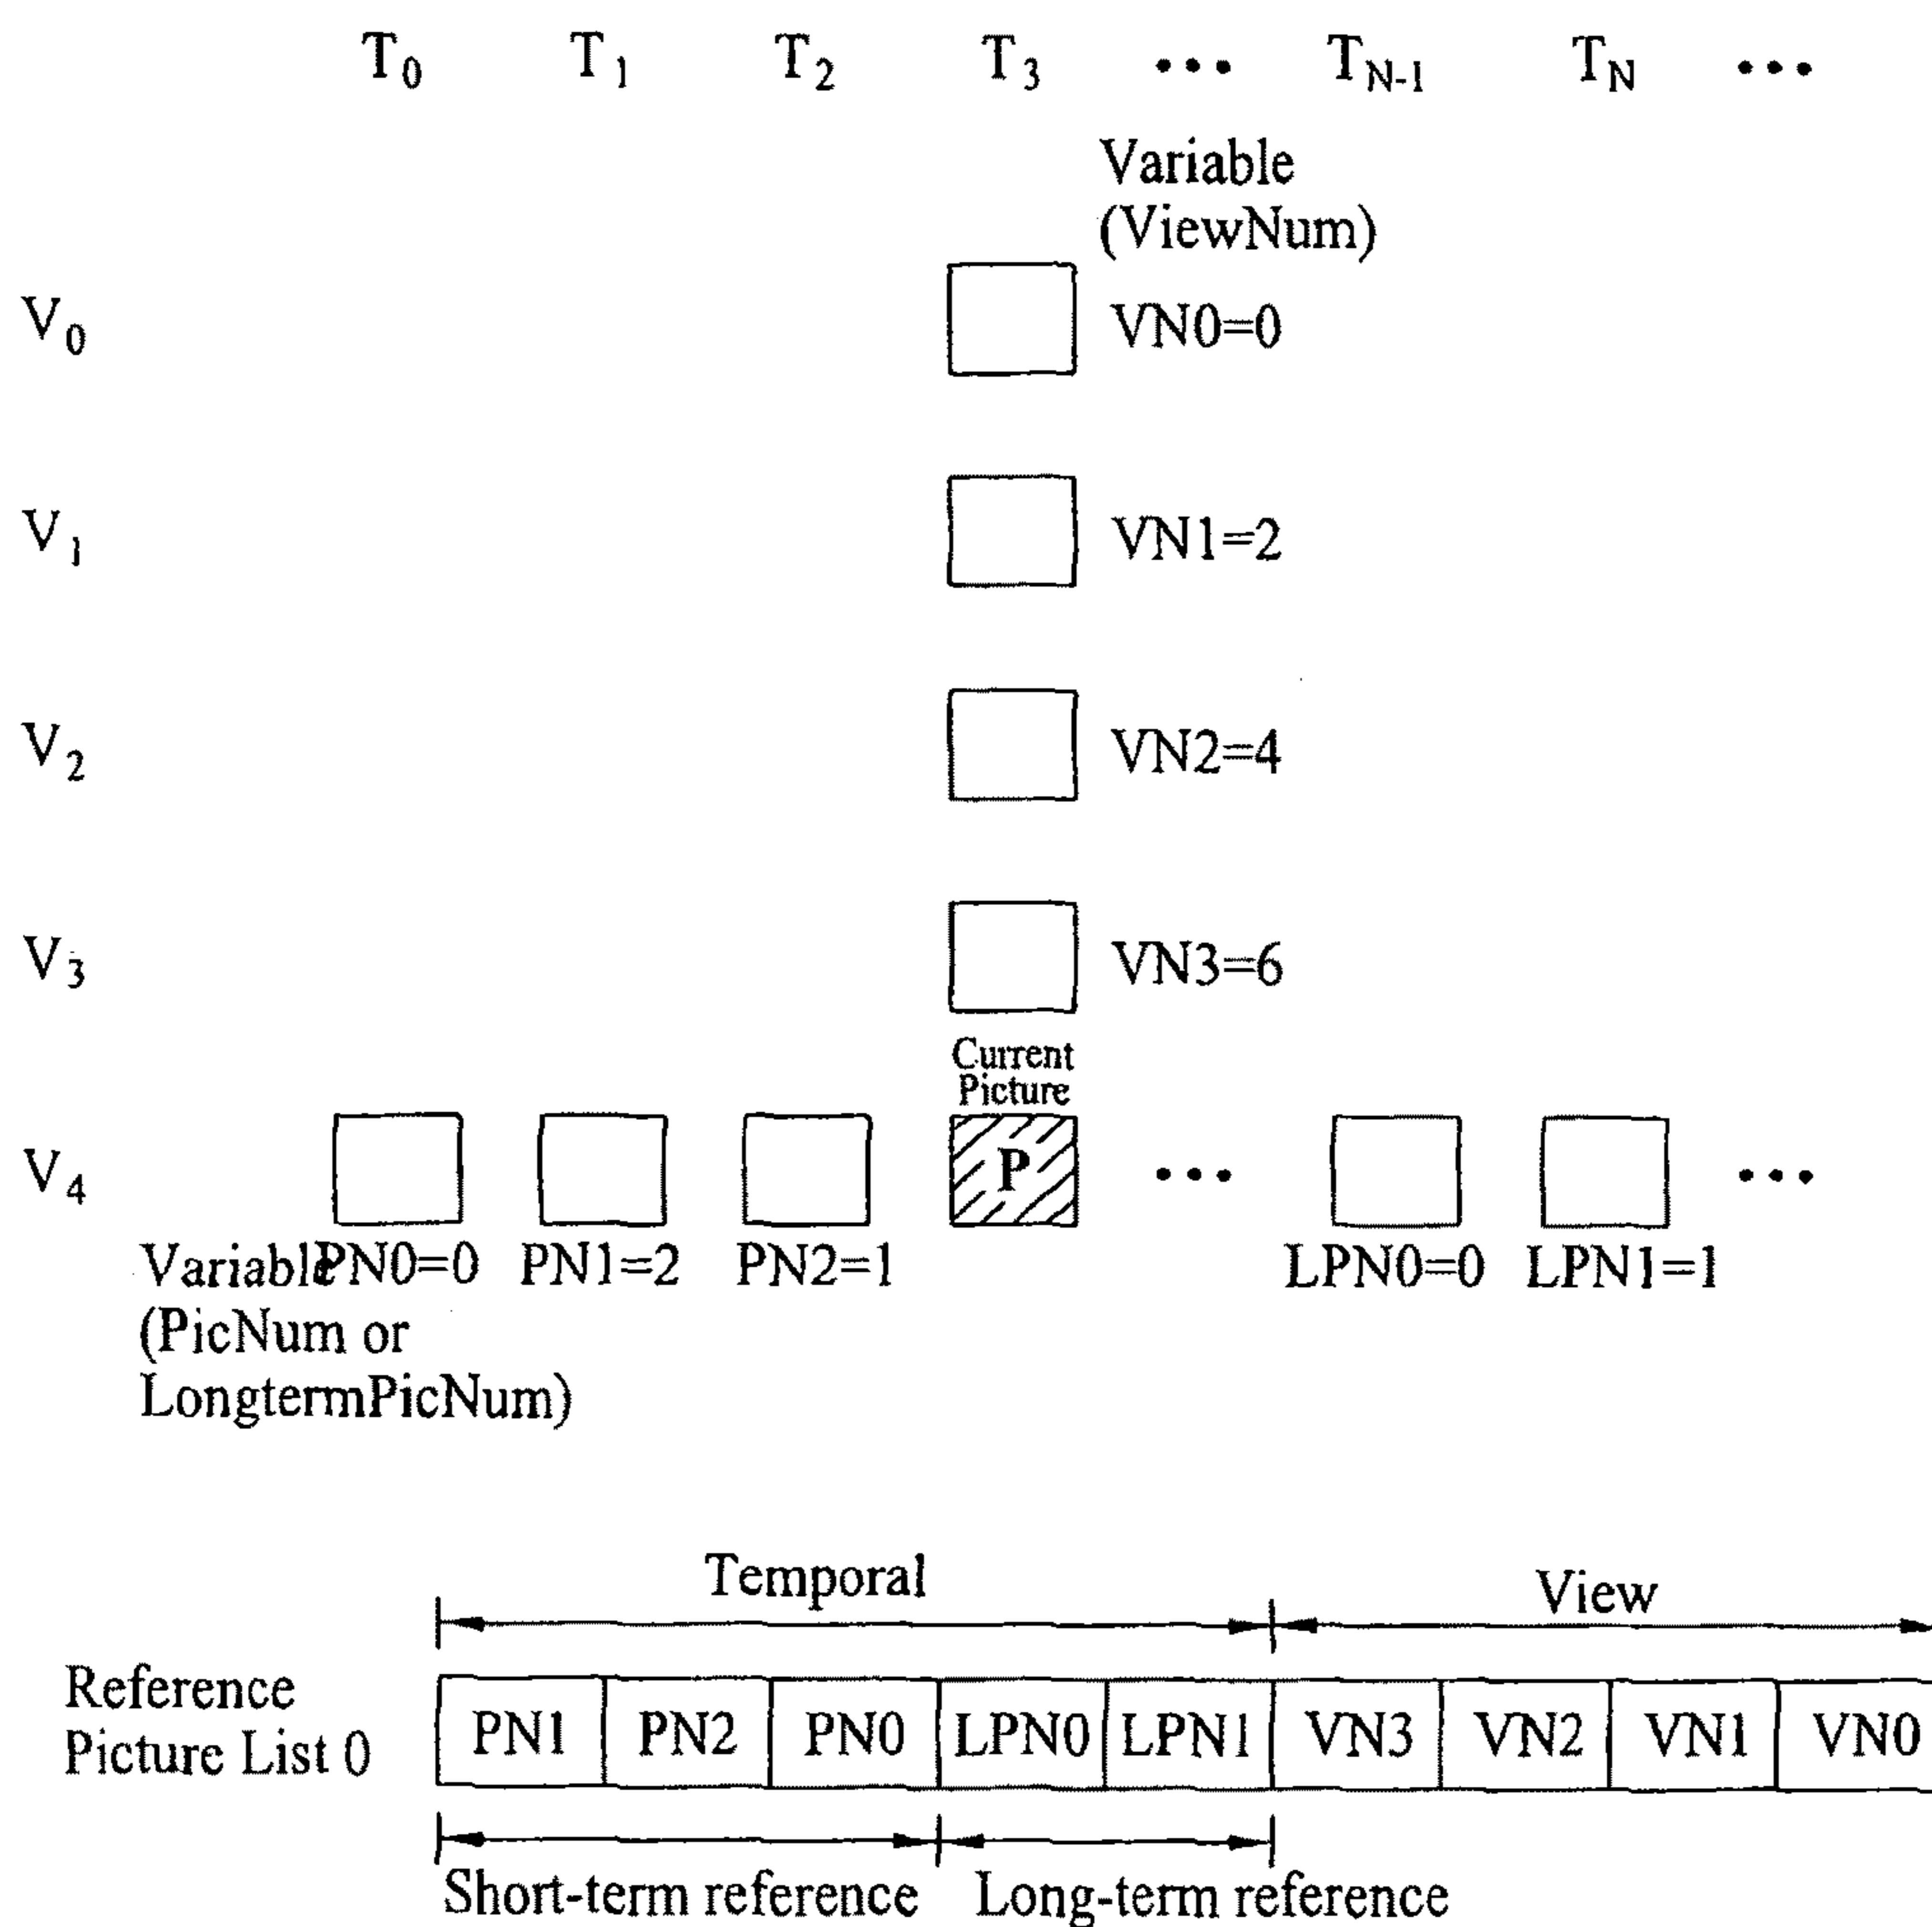 T0 T1 T2 T3 ••• TN-1 TN •••
Variable
(ViewNum)
V0 VN0=0
V1 VN1=2
V2 VN2=4
V3 VN3=6
Current
Picture
V4 P ••• •••
Variable PN0=0 PN1=2 PN2=1 LPN0=0 LPN1=1
(PicNum or
LongtermPicNum)
Temporal View
Reference
Picture List 0
PN1 PN2 PN0 LPN0 LPN1 VN3 VN2 VN1 VN0
Short-term reference Long-term reference